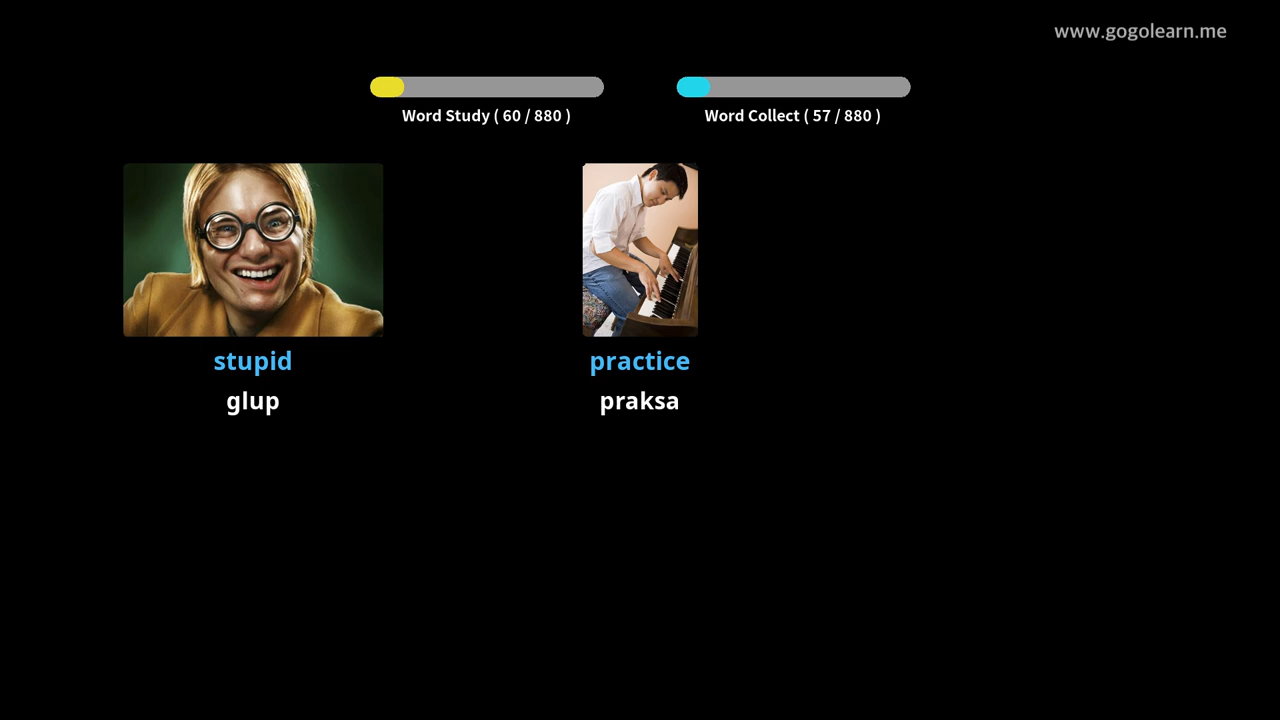 www.gogolearn.me
Word Study ( 60 / 880 )
Word Collect ( 57 / 880 )
stupid
glup
practice
praksa